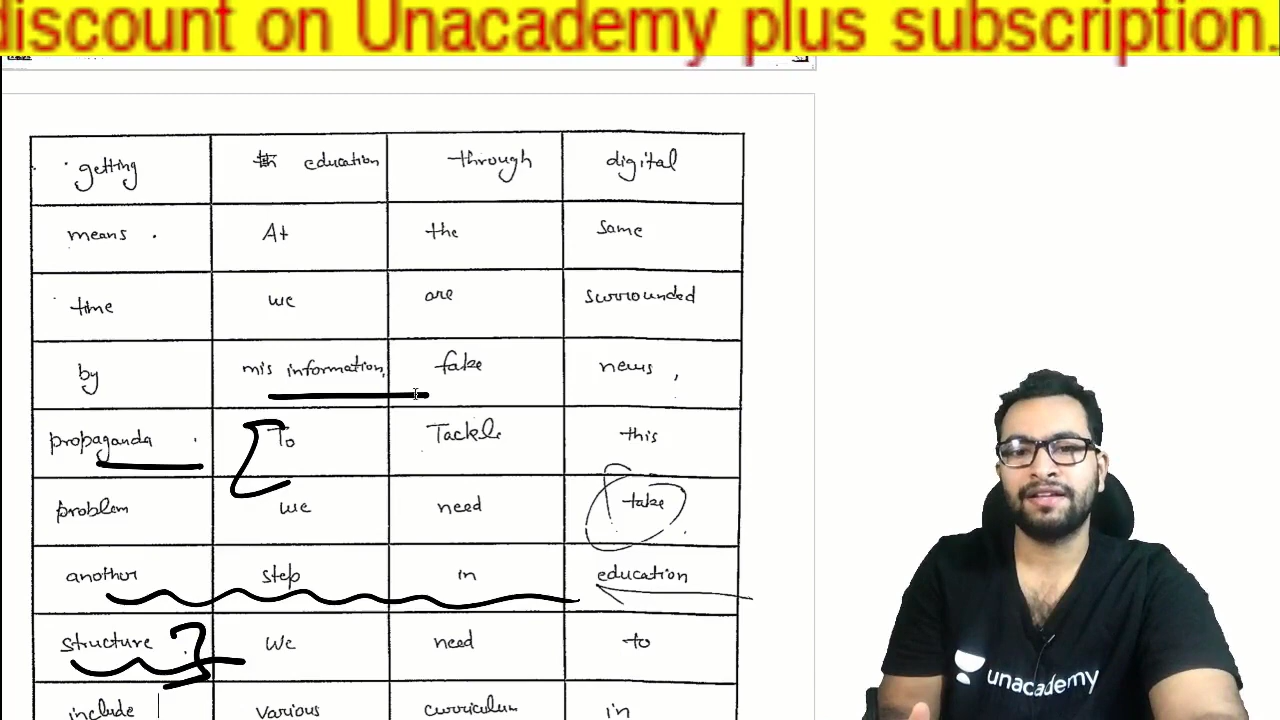 discount on Unacademy plus subscription.
getting education through digital
means. At the same
time we are surrounded
by mis information, fake news,
propaganda. To Tackle this
problem we need take
another step in education
structure. We need to
include various curriculum in
unacademy